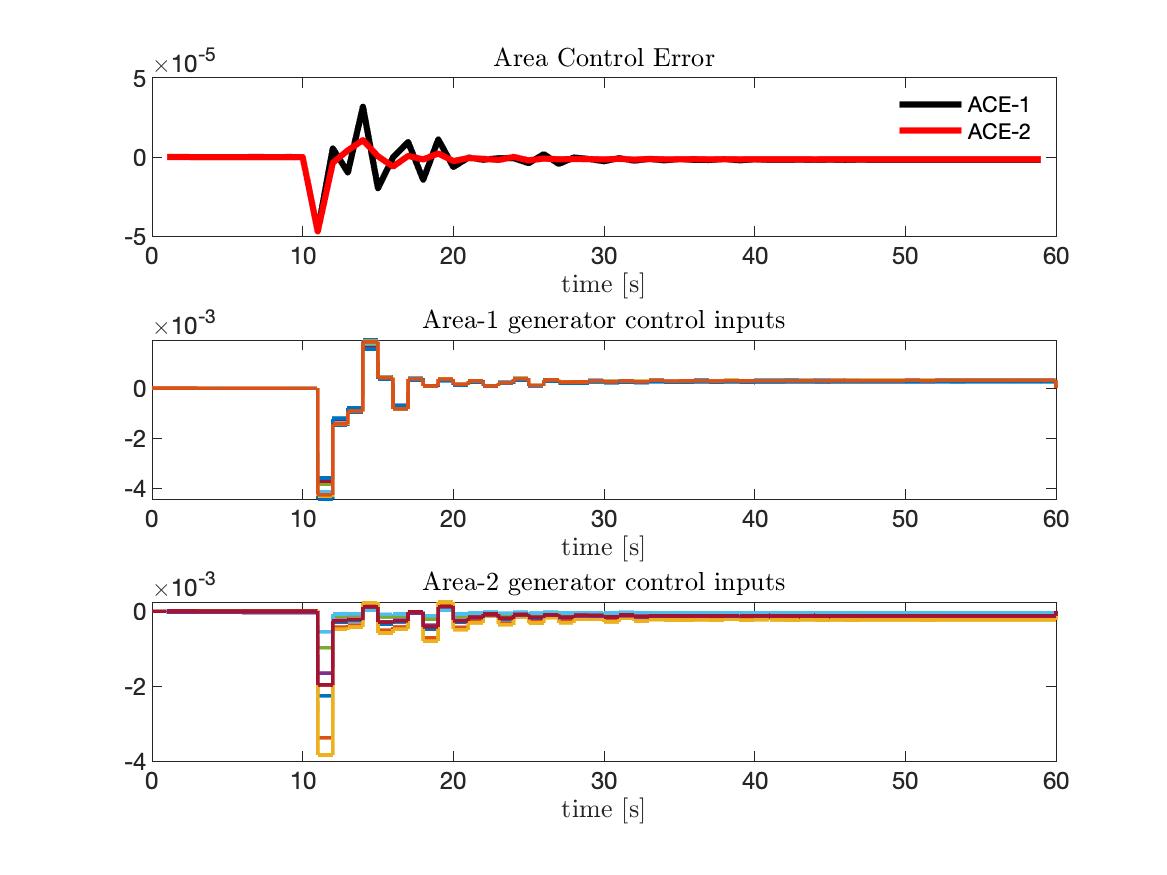 Area Control Error
×10-5
5
0
-5
ACE-1
ACE-2
0 10 20 30 40 50 60
time [s]
Area-1 generator control inputs
×10-3
0
-2
-4
0 10 20 30 40 50 60
time [s]
Area-2 generator control inputs
×10-3
0
-2
-4
0 10 20 30 40 50 60
time [s]